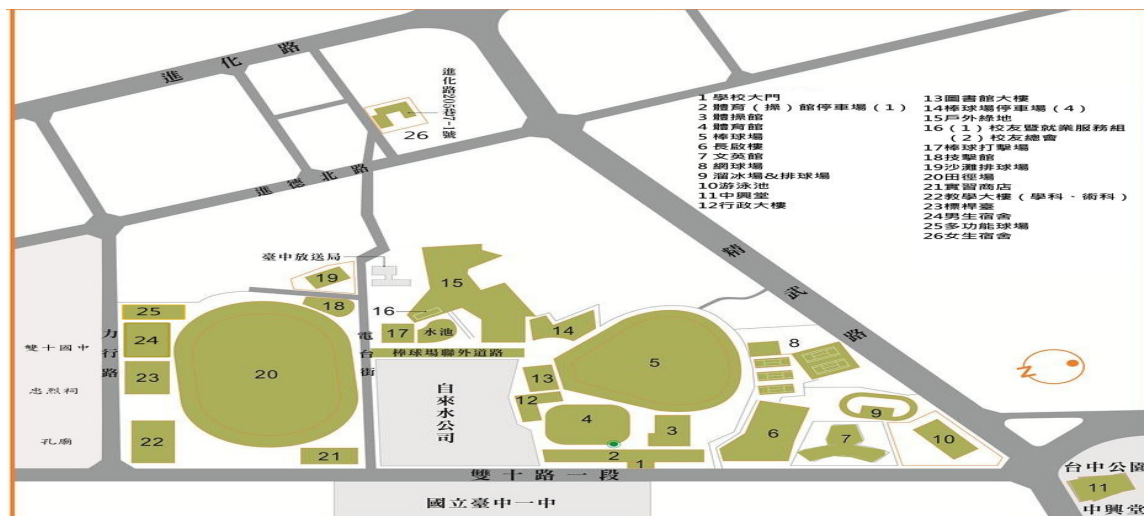 進化路
進化路203巷7-1號
26
進德北路
1 學校大門
2 體育（操）館停車場（1）
3 體操館
4 體育館
5 棒球場
6 長啟樓
7 文英館
8 網球場
9 溜冰場&排球場
10游泳池
11中興堂
12行政大樓
13圖書館大樓
14棒球場停車場（4）
15戶外綠地
16（1）校友暨就業服務組
（2）校友總會
17棒球打擊場
18技擊館
19沙灘排球場
20田徑場
21實習商店
22教學大樓（學科、術科）
23標桿臺
24男生宿舍
25多功能球場
26女生宿舍
精武路
臺中放送局
19
15
18
16
25
24
力行路
17
水池
14
電台街
棒球場聯外道路
雙十國中
忠烈祠
孔廟
23
20
22
21
自來水公司
13
12
5
4
3
8
6
7
9
10
N
2
1
雙十路一段
國立臺中一中
台中公園
11
中興堂